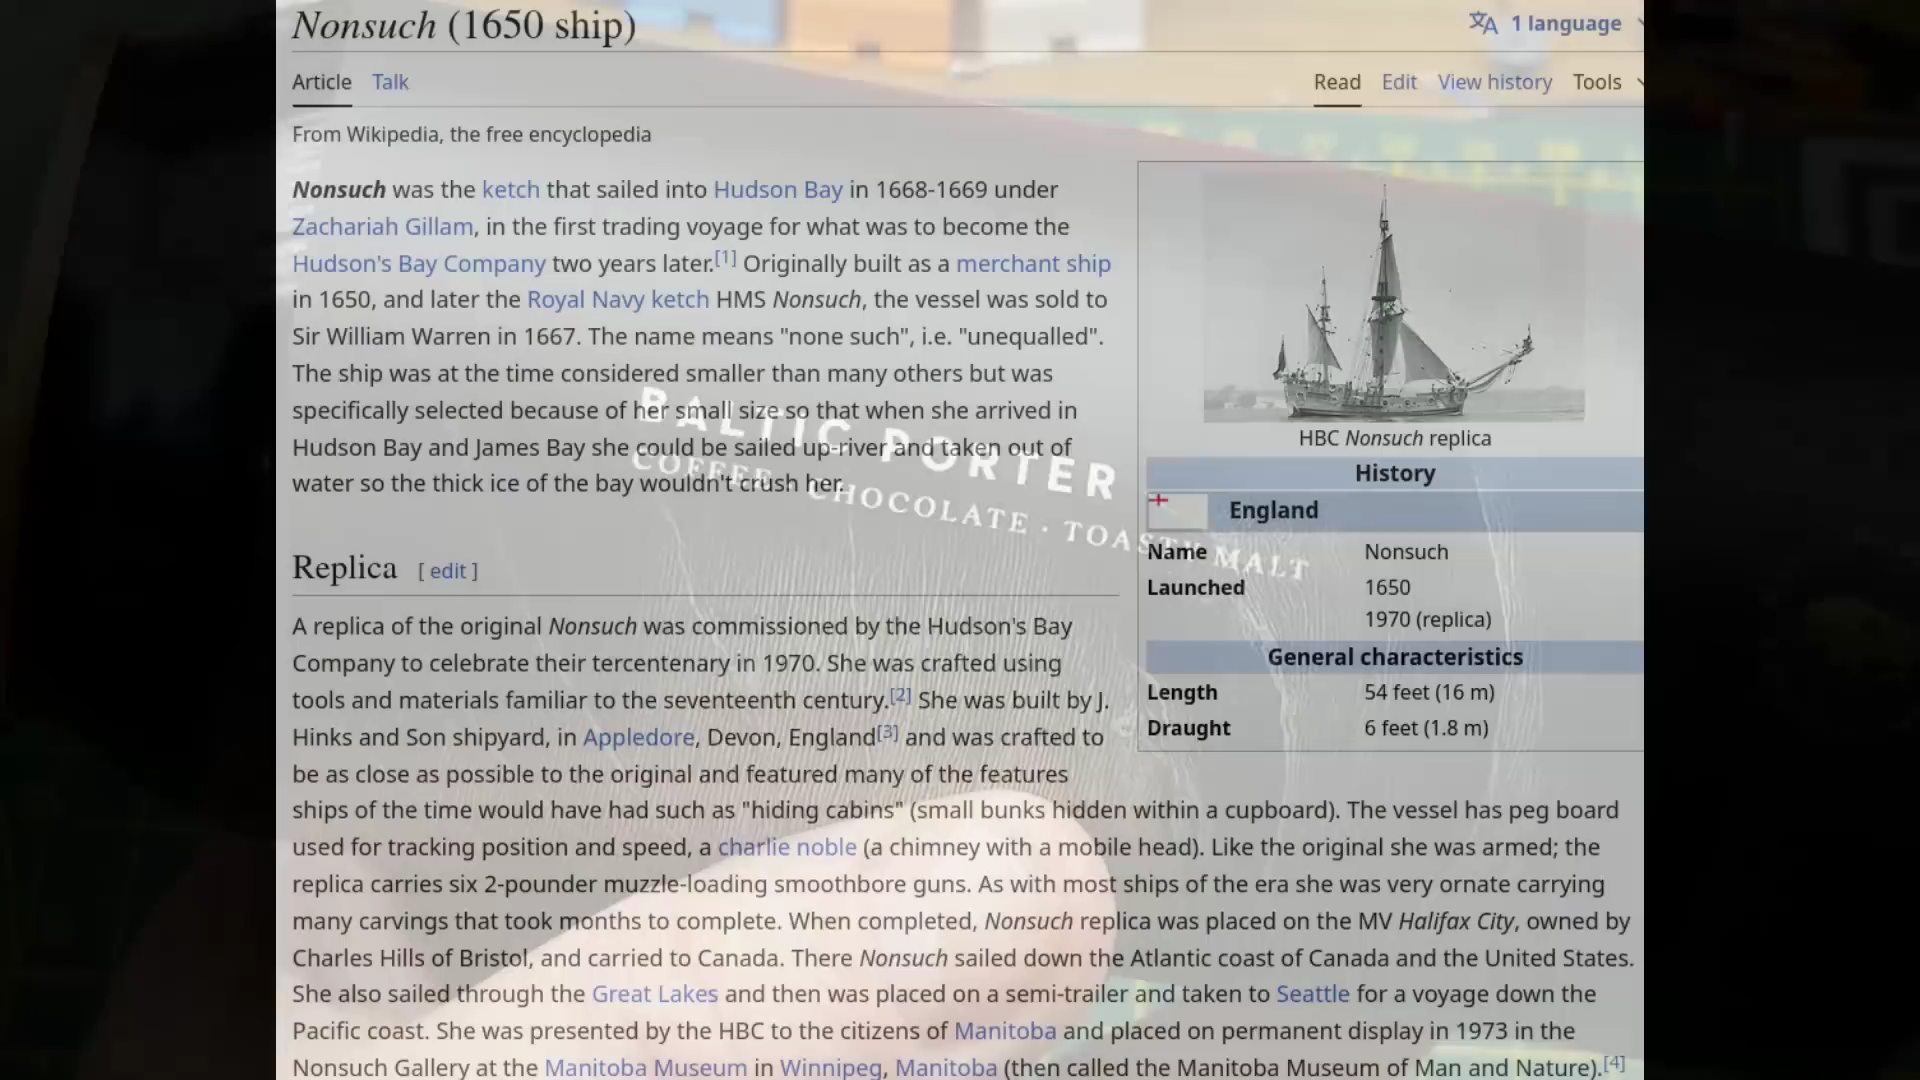 Nonsuch (1650 ship)
1 language
Article Talk
Read Edit View history Tools
From Wikipedia, the free encyclopedia
Nonsuch was the ketch that sailed into Hudson Bay in 1668-1669 under
Zachariah Gillam, in the first trading voyage for what was to become the
Hudson's Bay Company two years later.[1] Originally built as a merchant ship
in 1650, and later the Royal Navy ketch HMS Nonsuch, the vessel was sold to
Sir William Warren in 1667. The name means "none such", i.e. "unequalled".
The ship was at the time considered smaller than many others but was
specifically selected because of her small size so that when she arrived in
Hudson Bay and James Bay she could be sailed up-river and taken out of
water so the thick ice of the bay wouldn't crush her.
BALTIC PORTER
COFFEE · CHOCOLATE · TOASTY MALT
HBC Nonsuch replica
History
England
Name Nonsuch
Launched 1650
1970 (replica)
General characteristics
Length 54 feet (16 m)
Draught 6 feet (1.8 m)
Replica [ edit ]
A replica of the original Nonsuch was commissioned by the Hudson's Bay
Company to celebrate their tercentenary in 1970. She was crafted using
tools and materials familiar to the seventeenth century.[2] She was built by J.
Hinks and Son shipyard, in Appledore, Devon, England[3] and was crafted to
be as close as possible to the original and featured many of the features
ships of the time would have had such as "hiding cabins" (small bunks hidden within a cupboard). The vessel has peg board
used for tracking position and speed, a charlie noble (a chimney with a mobile head). Like the original she was armed; the
replica carries six 2-pounder muzzle-loading smoothbore guns. As with most ships of the era she was very ornate carrying
many carvings that took months to complete. When completed, Nonsuch replica was placed on the MV Halifax City, owned by
Charles Hills of Bristol, and carried to Canada. There Nonsuch sailed down the Atlantic coast of Canada and the United States.
She also sailed through the Great Lakes and then was placed on a semi-trailer and taken to Seattle for a voyage down the
Pacific coast. She was presented by the HBC to the citizens of Manitoba and placed on permanent display in 1973 in the
Nonsuch Gallery at the Manitoba Museum in Winnipeg, Manitoba (then called the Manitoba Museum of Man and Nature).[4]